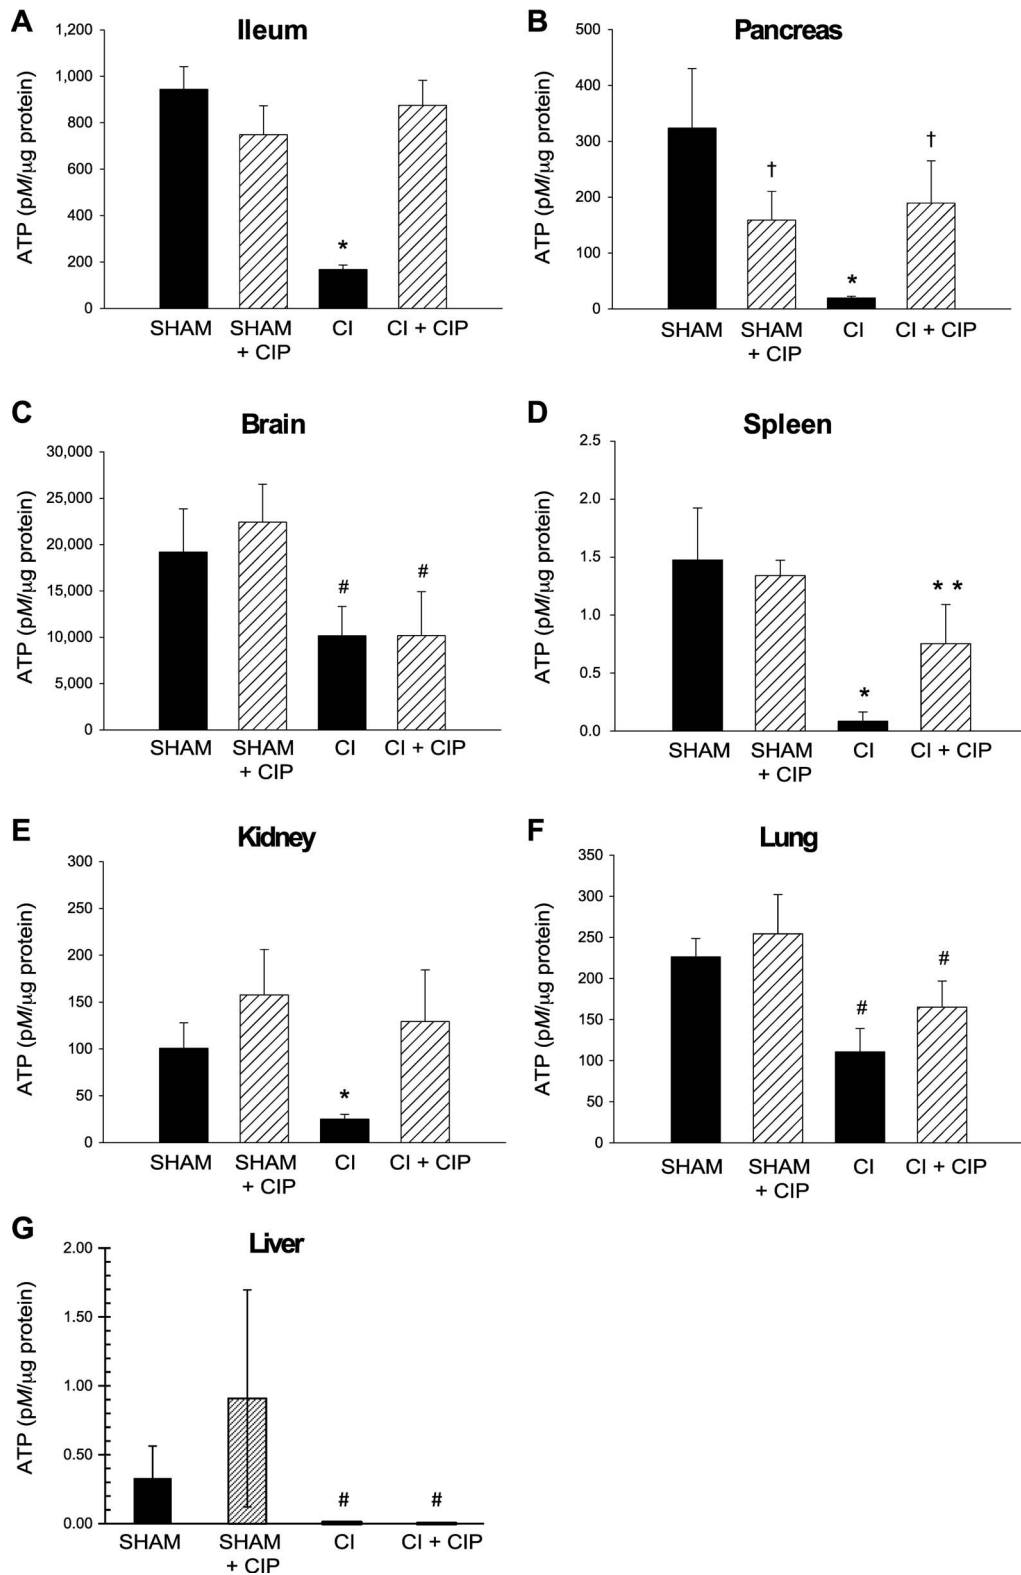 A
Ileum
ATP (pM/μg protein)
1,200
1,000
800
600
400
200
0
*
SHAM
SHAM
+ CIP
CI
CI + CIP
B
Pancreas
ATP (pM/μg protein)
500
400
300
200
100
0
†
*
†
SHAM
SHAM
+ CIP
CI
CI + CIP
C
Brain
ATP (pM/μg protein)
30,000
25,000
20,000
15,000
10,000
5,000
0
#
#
SHAM
SHAM
+ CIP
CI
CI + CIP
D
Spleen
ATP (pM/μg protein)
2.5
2.0
1.5
1.0
0.5
0.0
*
* *
SHAM
SHAM
+ CIP
CI
CI + CIP
E
Kidney
ATP (pM/μg protein)
300
250
200
150
100
50
0
*
SHAM
SHAM
+ CIP
CI
CI + CIP
F
Lung
ATP (pM/μg protein)
350
300
250
200
150
100
50
0
#
#
SHAM
SHAM
+ CIP
CI
CI + CIP
G
Liver
ATP (pM/μg protein)
2.00
1.50
1.00
0.50
0.00
#
#
SHAM
SHAM
+ CIP
CI
CI + CIP